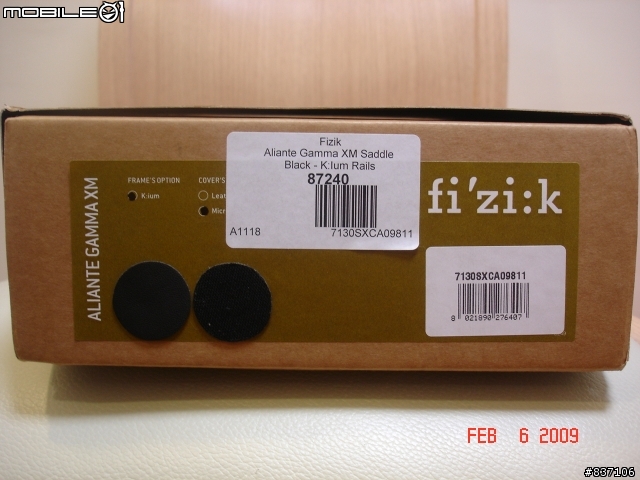 MOBILE01
Fizik
Aliante Gamma XM Saddle
Black - K:Ium Rails
87240
A1118
7130SXCA09811
ALIANTE GAMMA XM
FRAME'S OPTION
K:ium
COVER'S
fi'zi:k
7130SXCA09811
8 021890 276407
FEB 6 2009
#837106